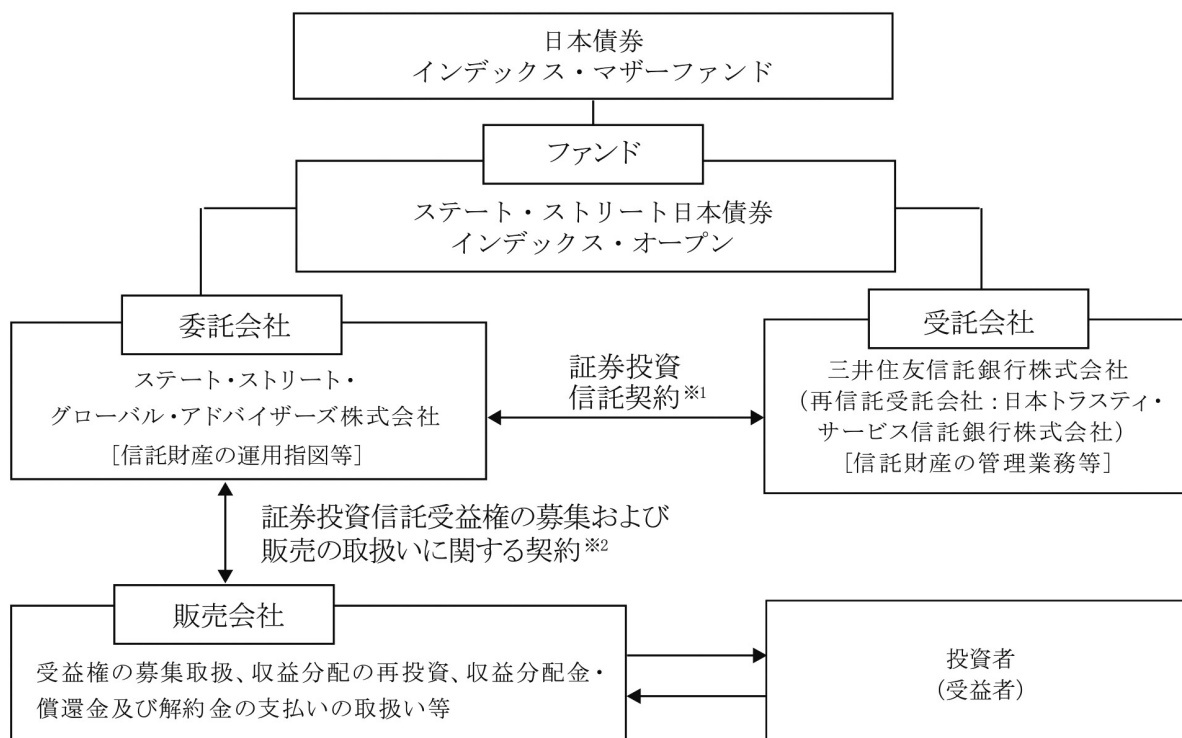 日本債券
インデックス・マザーファンド
ファンド
ステート・ストリート日本債券
インデックス・オープン
委託会社
ステート・ストリート・
グローバル・アドバイザーズ株式会社
[信託財産の運用指図等]
証券投資
信託契約※1
受託会社
三井住友信託銀行株式会社
(再信託受託会社:日本トラスティ・
サービス信託銀行株式会社)
[信託財産の管理業務等]
証券投資信託受益権の募集および
販売の取扱いに関する契約※2
販売会社
受益権の募集取扱、収益分配の再投資、収益分配金・
償還金及び解約金の支払いの取扱い等
投資者
(受益者)